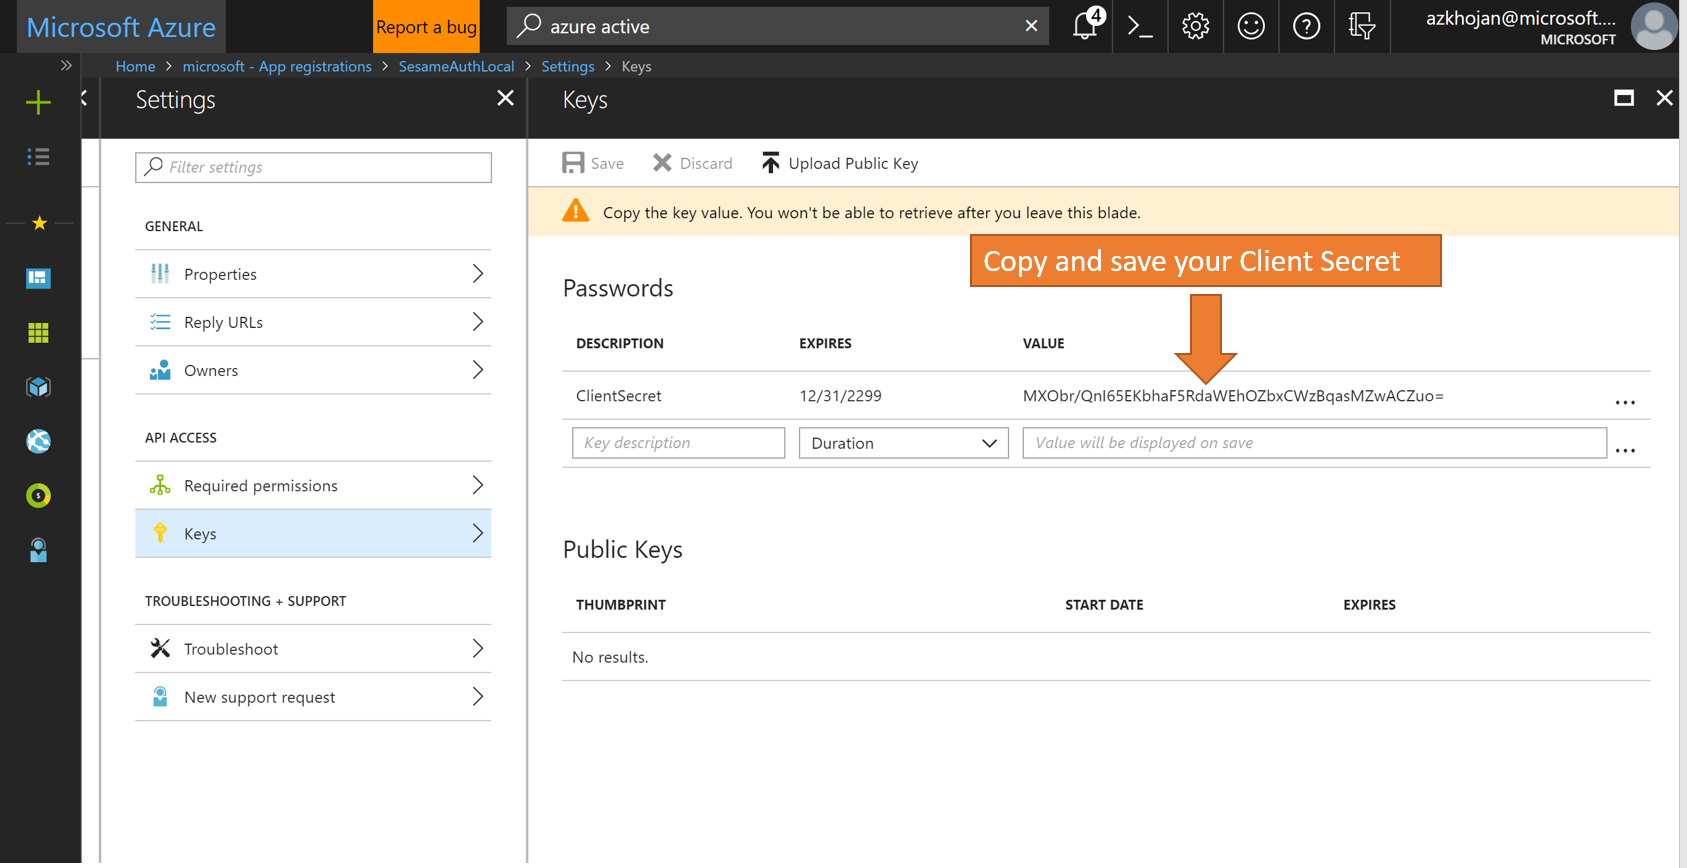 Microsoft Azure
Report a bug
azure active
4
azkhojan@microsoft....
MICROSOFT
Home > microsoft - App registrations > SesameAuthLocal > Settings > Keys
Settings
Filter settings
GENERAL
Properties
Reply URLs
Owners
API ACCESS
Required permissions
Keys
TROUBLESHOOTING + SUPPORT
Troubleshoot
New support request
Keys
Save
Discard
Upload Public Key
Copy the key value. You won't be able to retrieve after you leave this blade.
Copy and save your Client Secret
Passwords
DESCRIPTION EXPIRES VALUE
ClientSecret 12/31/2299 MXObr/QnI65EKbhaF5RdaWEhOZbxCWzBqasMZwACZuo= ...
Key description Duration Value will be displayed on save ...
Public Keys
THUMBPRINT START DATE EXPIRES
No results.